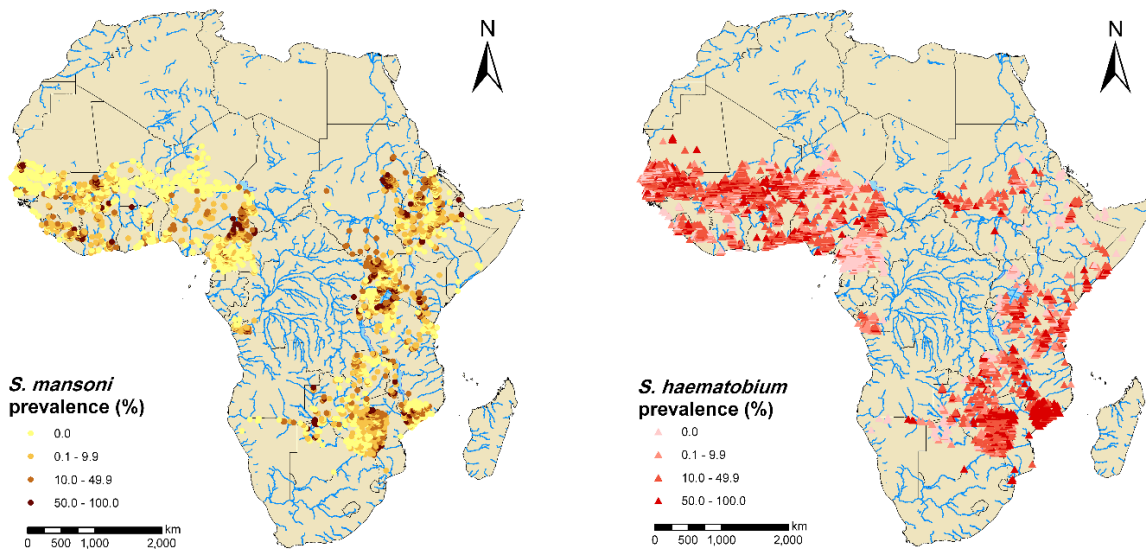 N
S. mansoni
prevalence (%)
0.0
0.1 - 9.9
10.0 - 49.9
50.0 - 100.0
km
0 500 1,000 2,000
N
S. haematobium
prevalence (%)
0.0
0.1 - 9.9
10.0 - 49.9
50.0 - 100.0
km
0 500 1,000 2,000